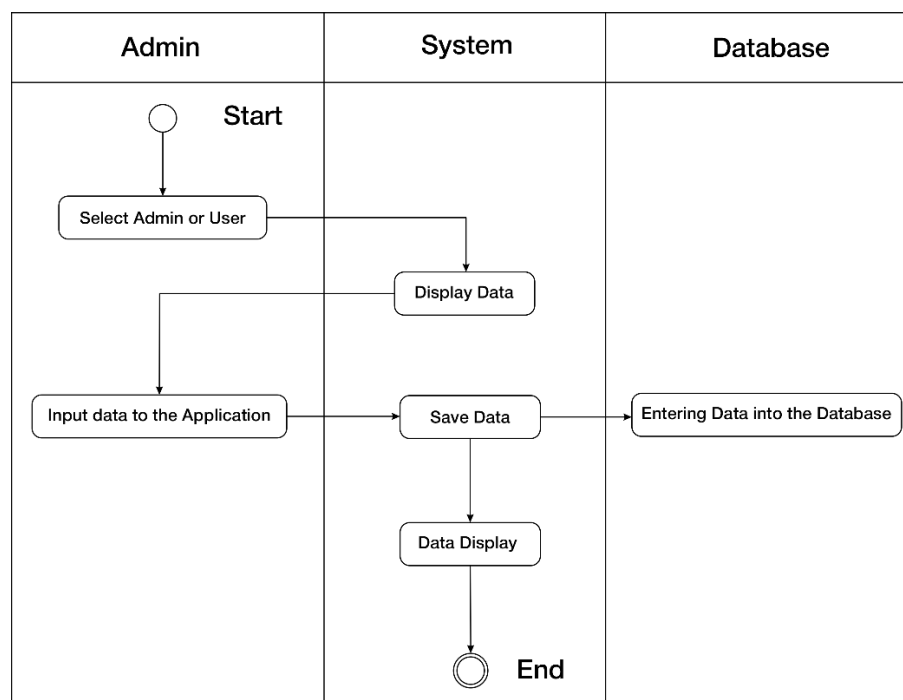 Admin
System
Database
Start
Select Admin or User
Display Data
Input data to the Application
Save Data
Entering Data into the Database
Data Display
End